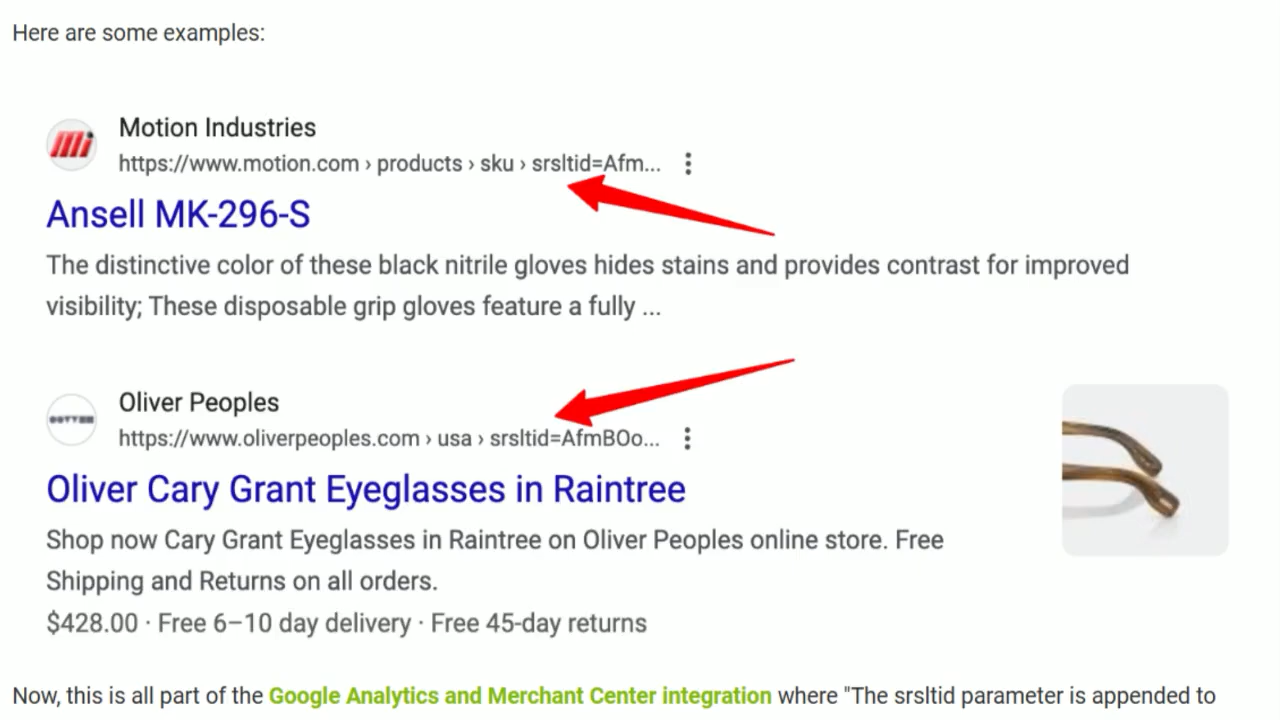 Here are some examples:
Motion Industries
https://www.motion.com › products › sku › srsltid=Afm...
Ansell MK-296-S
The distinctive color of these black nitrile gloves hides stains and provides contrast for improved
visibility; These disposable grip gloves feature a fully ...
Oliver Peoples
https://www.oliverpeoples.com › usa › srsltid=AfmBOo...
Oliver Cary Grant Eyeglasses in Raintree
Shop now Cary Grant Eyeglasses in Raintree on Oliver Peoples online store. Free
Shipping and Returns on all orders.
$428.00 · Free 6–10 day delivery · Free 45-day returns
Now, this is all part of the Google Analytics and Merchant Center integration where "The srsltid parameter is appended to